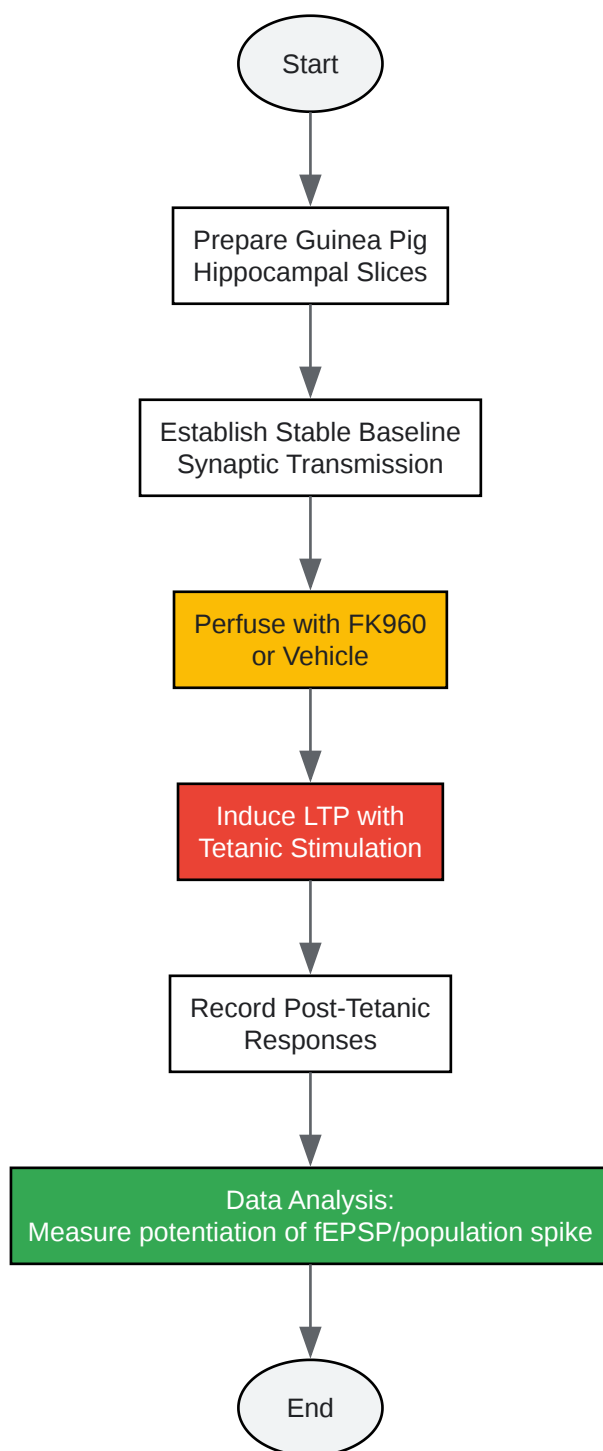 Start
Prepare Guinea Pig
Hippocampal Slices
Establish Stable Baseline
Synaptic Transmission
Perfuse with FK960
or Vehicle
Induce LTP with
Tetanic Stimulation
Record Post-Tetanic
Responses
Data Analysis:
Measure potentiation of fEPSP/population spike
End